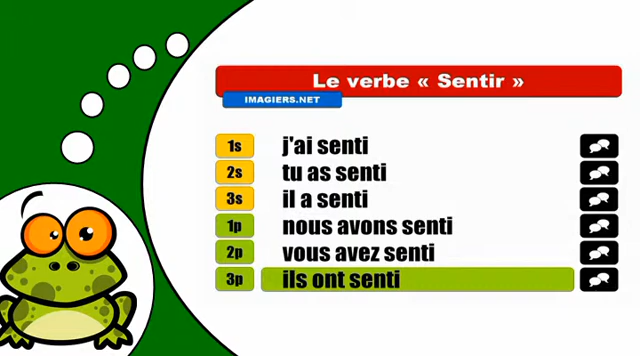 Le verbe « Sentir »
IMAGIERS.NET
1s j'ai senti
2s tu as senti
3s il a senti
1p nous avons senti
2p vous avez senti
3p ils ont senti